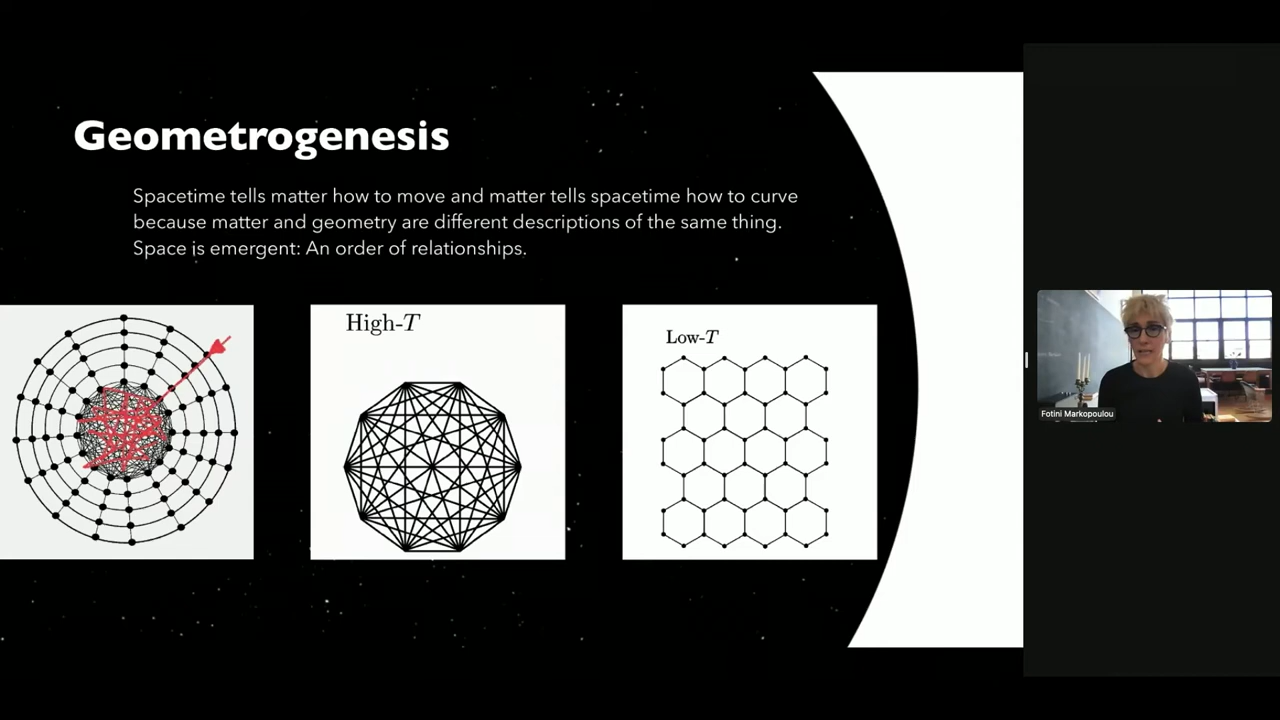 Geometrogenesis
Spacetime tells matter how to move and matter tells spacetime how to curve
because matter and geometry are different descriptions of the same thing.
Space is emergent: An order of relationships.
High-T
Low-T
Fotini Markopoulou